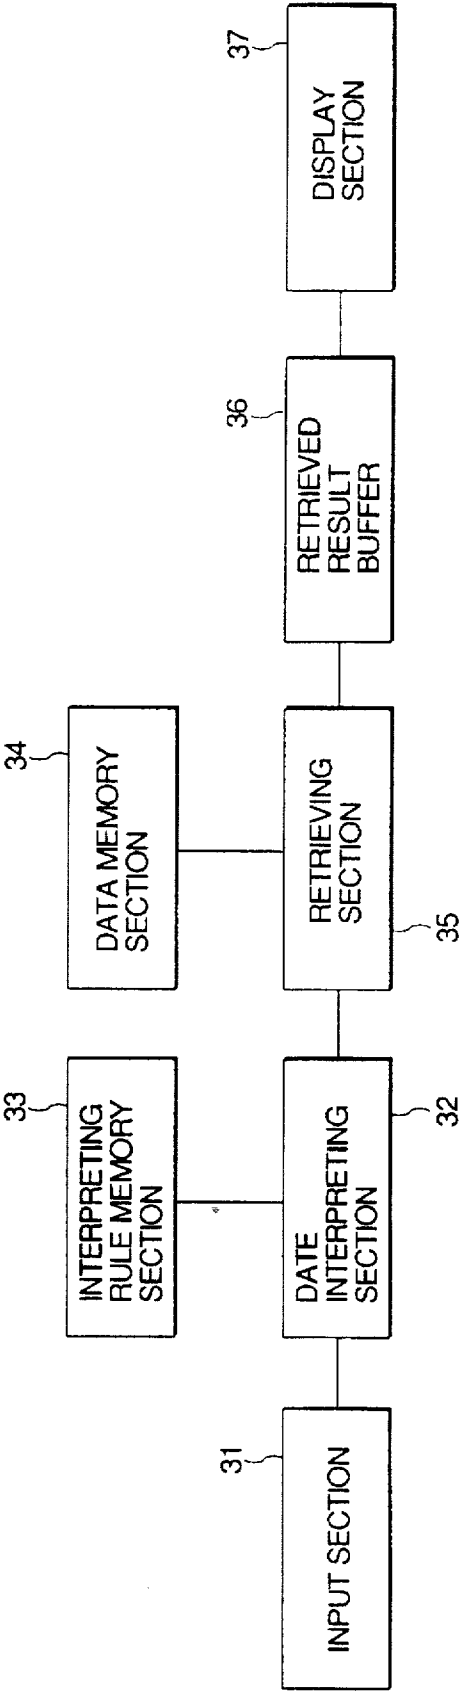 31
INPUT SECTION
33
INTERPRETING
RULE MEMORY
SECTION
DATE
INTERPRETING
SECTION
32
34
DATA MEMORY
SECTION
RETRIEVING
SECTION
35
36
RETRIEVED
RESULT
BUFFER
37
DISPLAY
SECTION